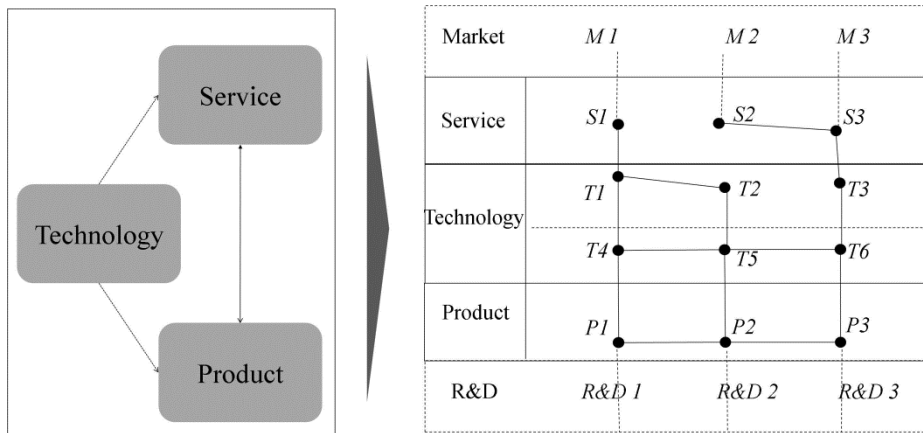 Service
Technology
Product
Market M 1 M 2 M 3
Service S1 S2 S3
T1 T2 T3
Technology
T4 T5 T6
Product
P1 P2 P3
R&D R&D 1 R&D 2 R&D 3